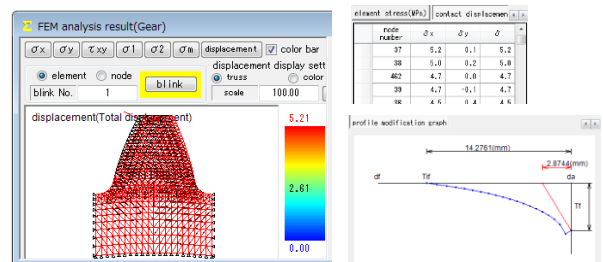 Σ FEM analysis result(Gear)
σx σy τxy σ1 σ2 σm displacement color bar
displacement display sett
element node truss color
blink No. 1 blink scale 100.00
displacement(Total displacement)
5.21
2.61
0.00
element stress(MPa) contact displacemen
node number δx δy δ
37 5.2 0.1 5.2
38 5.0 0.2 5.0
462 4.7 0.0 4.7
39 4.7 -0.1 4.7
profile modification graph
14.2761(mm)
2.8744(mm)
df Tif da
Tf